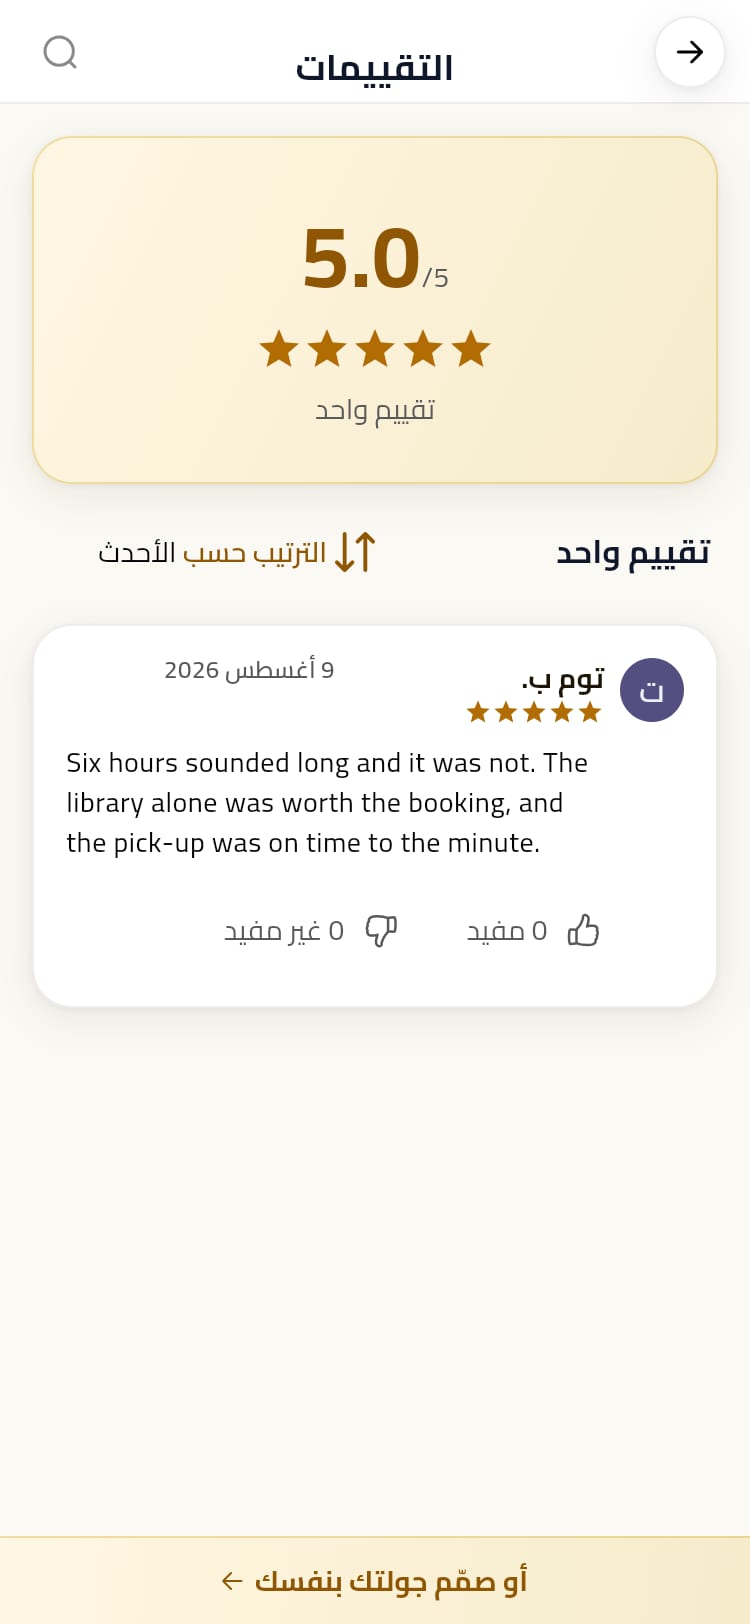 التقييمات
5.0/5
تقييم واحد
تقييم واحد
الترتيب حسب الأحدث
ت
توم ب.
9 أغسطس 2026
Six hours sounded long and it was not. The
library alone was worth the booking, and
the pick-up was on time to the minute.
0 مفيد
0 غير مفيد
أو صمّم جولتك بنفسك ←